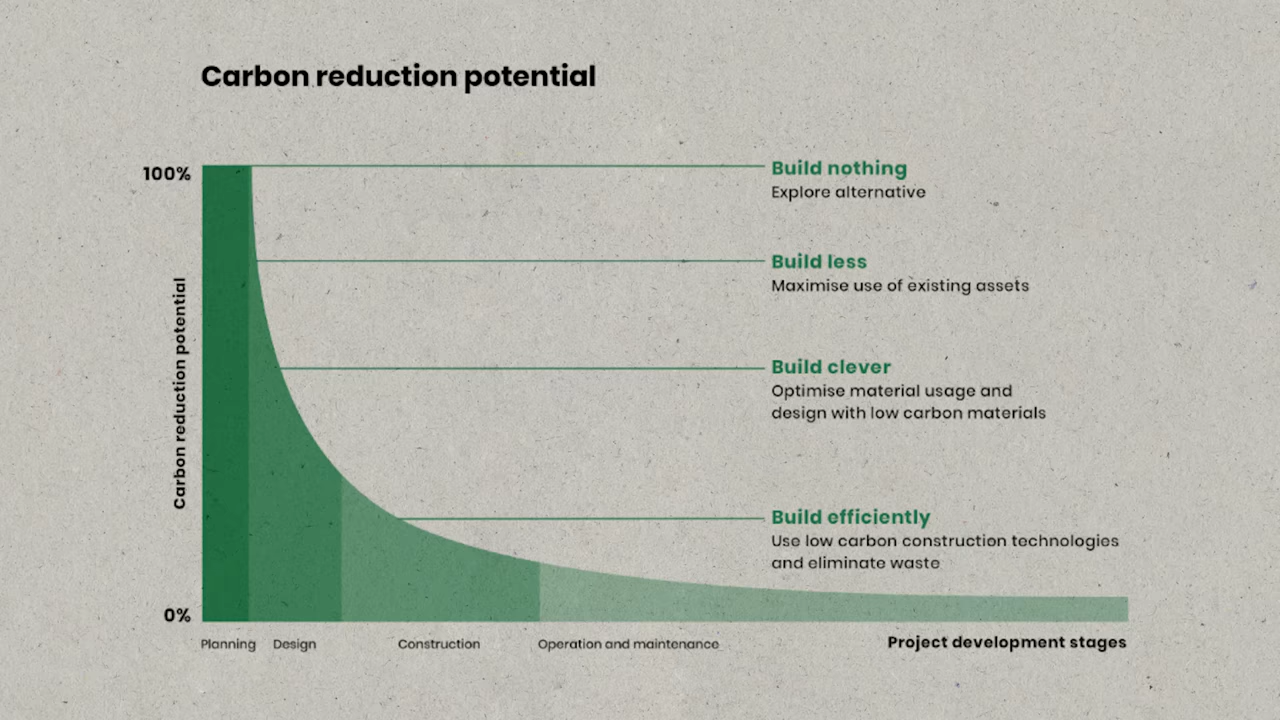 Carbon reduction potential
100%
Build nothing
Explore alternative
Build less
Maximise use of existing assets
Carbon reduction potential
Build clever
Optimise material usage and
design with low carbon materials
Build efficiently
Use low carbon construction technologies
and eliminate waste
0%
Planning
Design
Construction
Operation and maintenance
Project development stages